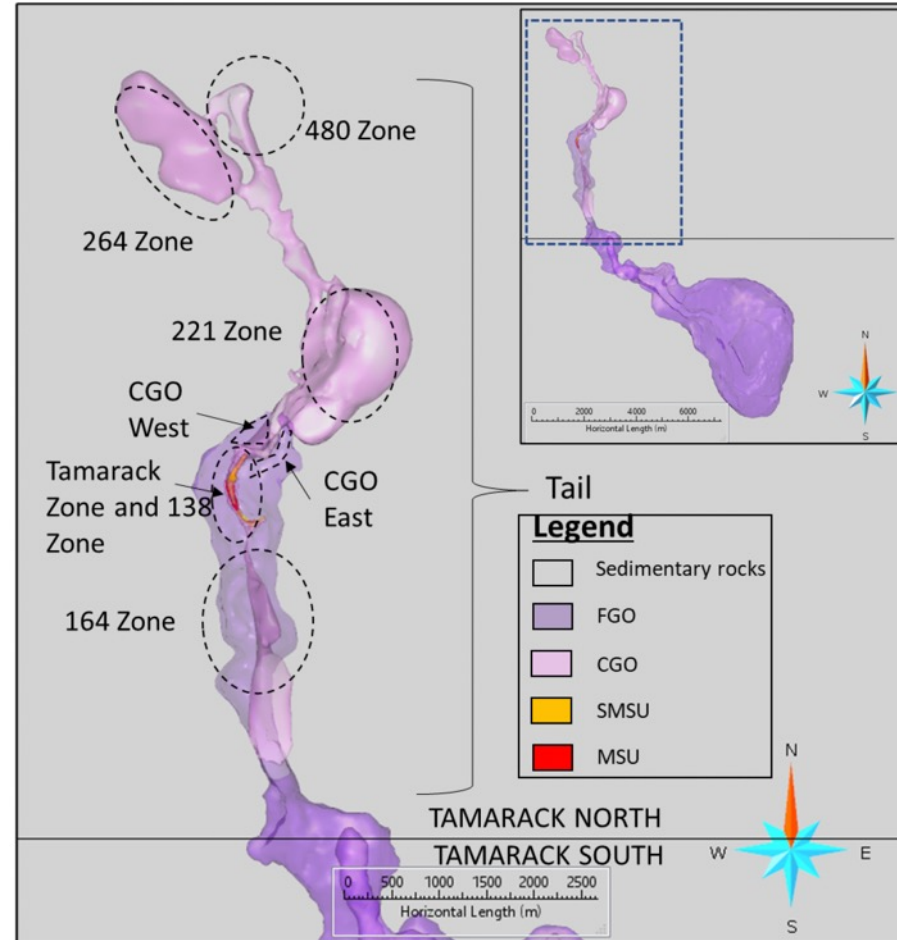 480 Zone
264 Zone
221 Zone
CGO
West
Tamarack
Zone and 138
Zone
CGO
East
164 Zone
Tail
N
W
S
0 2000 4000 6000
Horizontal Length (m)
Legend
Sedimentary rocks
FGO
CGO
SMSU
MSU
TAMARACK NORTH
TAMARACK SOUTH
N
W
E
S
0 500 1000 1500 2000 2500
Horizontal Length (m)